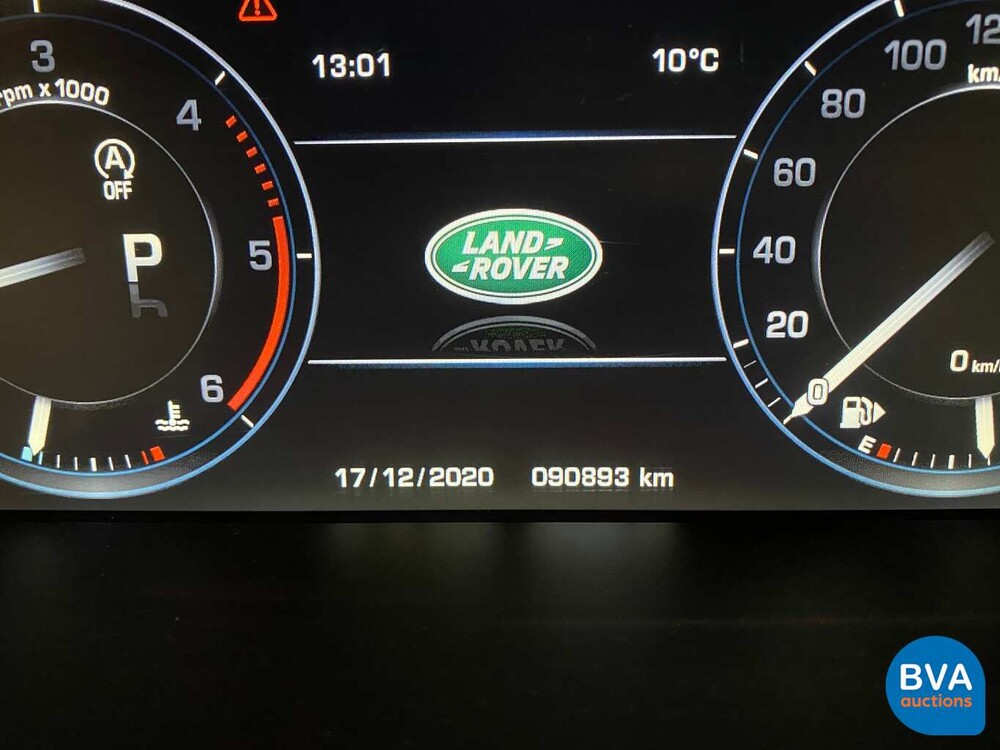 3
rpm x 1000
4
5
6
A
OFF
P
13:01
10°C
LAND
ROVER
17/12/2020 090893 km
100
80
60
40
20
0
0 km/
E
BVA
auctions